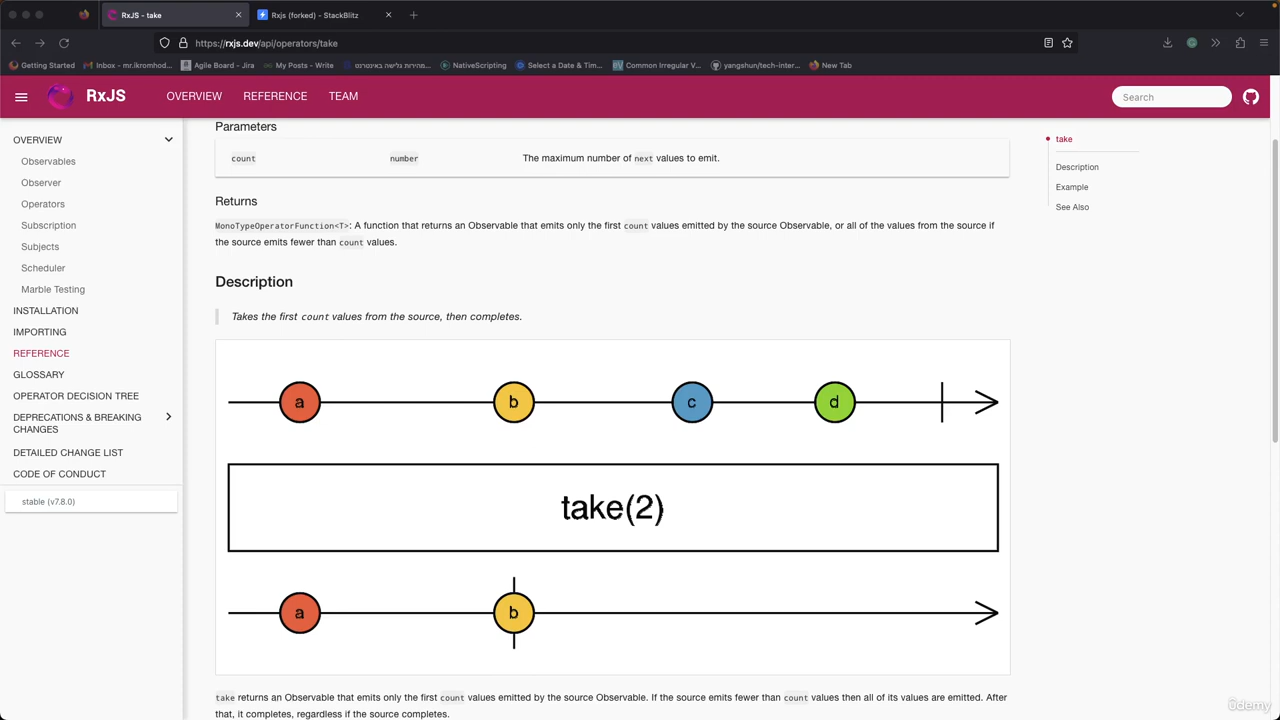 RxJS - take
Rxjs (forked) - StackBlitz
https://rxjs.dev/api/operators/take
Getting Started
Inbox - mr.ikromhod...
Agile Board - Jira
My Posts - Write
מהירות גלישה באינטרנט...
NativeScripting
Select a Date & Tim...
Common Irregular V...
yangshun/tech-inter...
New Tab
RxJS
OVERVIEW
REFERENCE
TEAM
Search
OVERVIEW
Observables
Observer
Operators
Subscription
Subjects
Scheduler
Marble Testing
INSTALLATION
IMPORTING
REFERENCE
GLOSSARY
OPERATOR DECISION TREE
DEPRECATIONS & BREAKING
CHANGES
DETAILED CHANGE LIST
CODE OF CONDUCT
stable (v7.8.0)
Parameters
count number The maximum number of next values to emit.
Returns
MonoTypeOperatorFunction<T>: A function that returns an Observable that emits only the first count values emitted by the source Observable, or all of the values from the source if
the source emits fewer than count values.
Description
Takes the first count values from the source, then completes.
a b c d
take(2)
a b
take returns an Observable that emits only the first count values emitted by the source Observable. If the source emits fewer than count values then all of its values are emitted. After
that, it completes, regardless if the source completes.
take
Description
Example
See Also
ûdemy